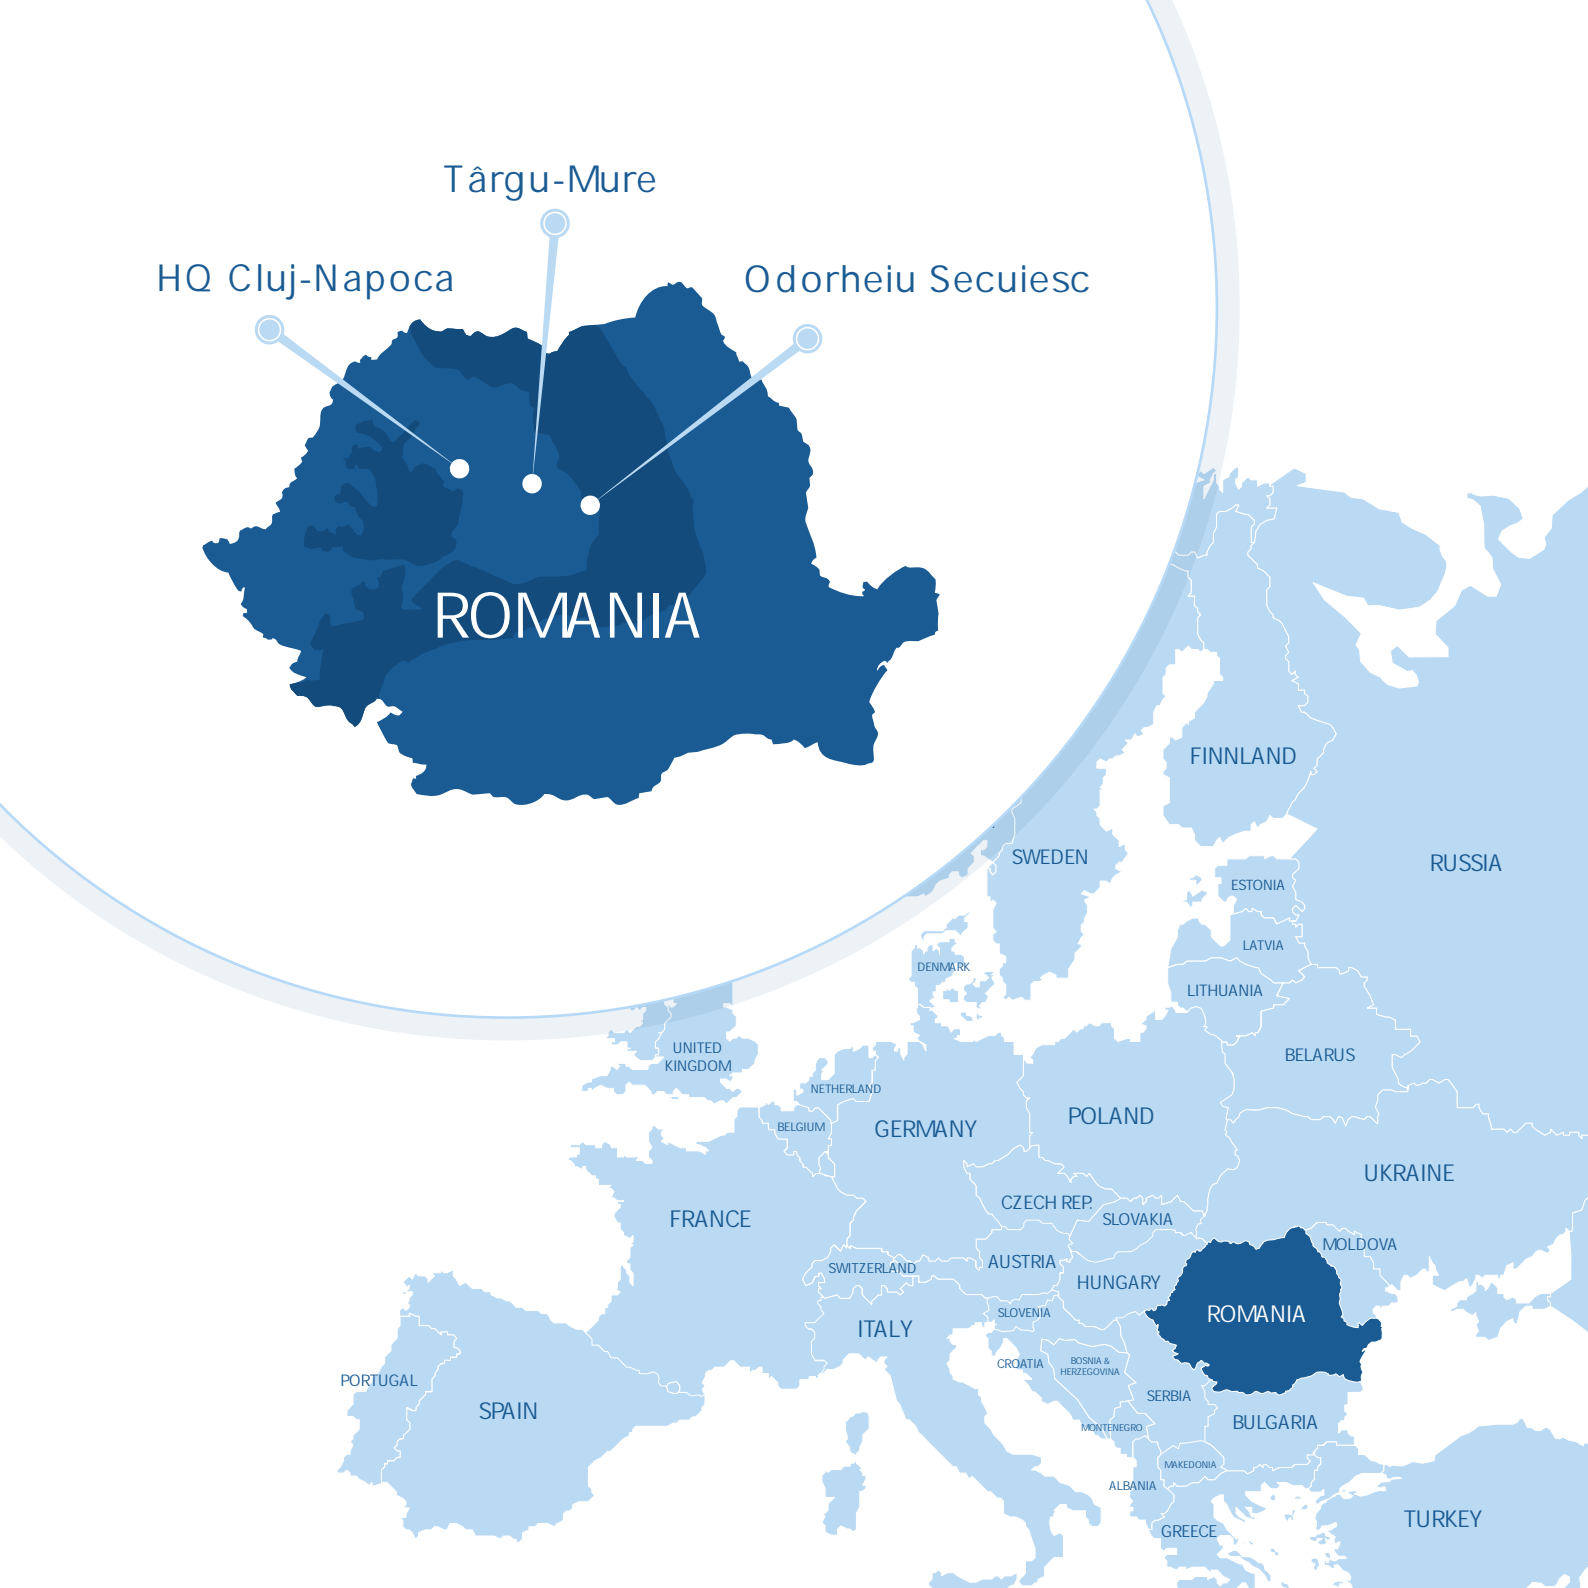 Târgu-Mure
HQ Cluj-Napoca
Odorheiu Secuiesc
ROMANIA
FINNLAND
SWEDEN
RUSSIA
ESTONIA
LATVIA
DENMARK
LITHUANIA
UNITED
KINGDOM
BELARUS
NETHERLAND
BELGIUM
GERMANY
POLAND
UKRAINE
CZECH REP.
FRANCE
SLOVAKIA
MOLDOVA
SWITZERLAND
AUSTRIA
HUNGARY
SLOVENIA
ROMANIA
ITALY
CROATIA
BOSNIA &
HERZEGOVINA
PORTUGAL
SERBIA
SPAIN
MONTENEGRO
BULGARIA
MAKEDONIA
ALBANIA
TURKEY
GREECE